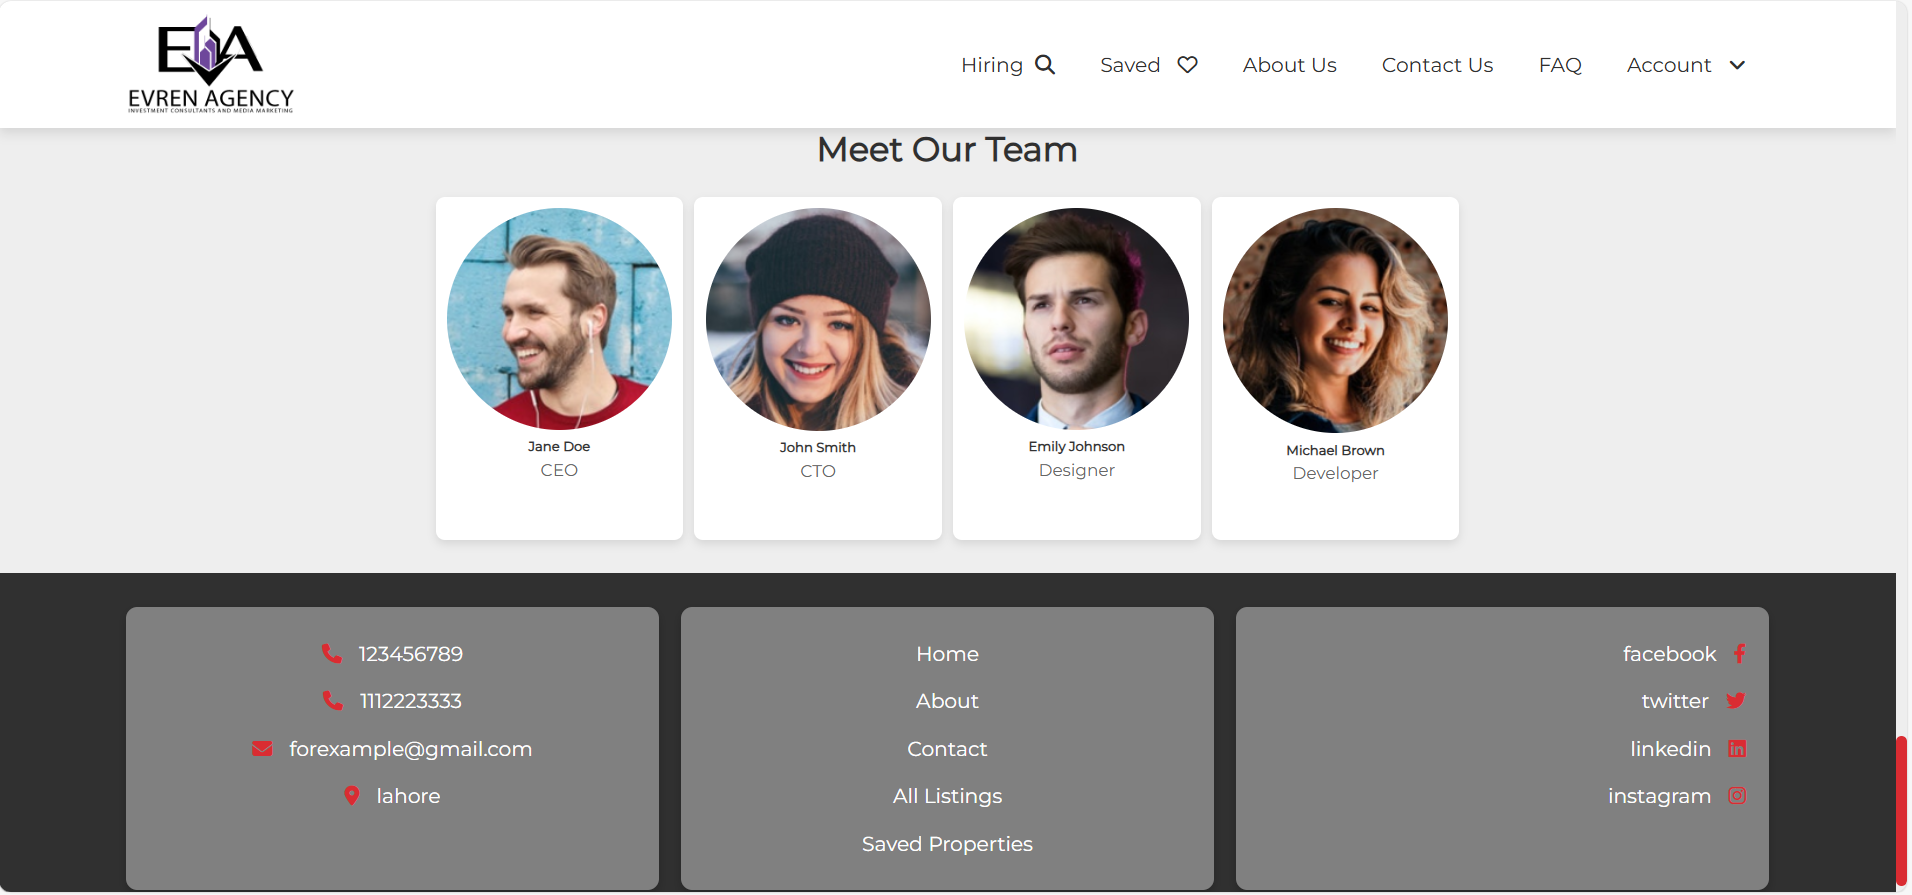 EVA
EVREN AGENCY
INVESTMENT CONSULTANTS AND MEDIA MARKETING
Hiring
Saved
About Us
Contact Us
FAQ
Account
Meet Our Team
Jane Doe
CEO
John Smith
CTO
Emily Johnson
Designer
Michael Brown
Developer
123456789
1112223333
forexample@gmail.com
lahore
Home
About
Contact
All Listings
Saved Properties
facebook
twitter
linkedin
instagram